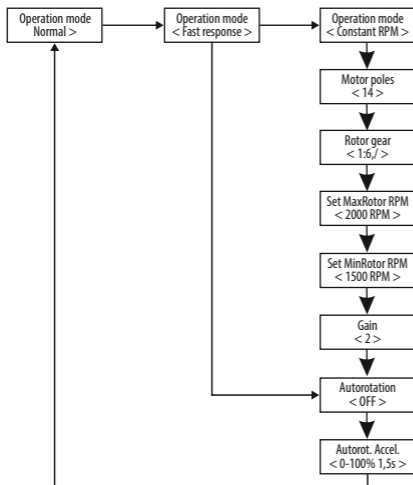 Operation mode
Normal >
Operation mode
< Fast response >
Operation mode
< Constant RPM >
Motor poles
< 14 >
Rotor gear
< 1:6,/ >
Set MaxRotor RPM
< 2000 RPM >
Set MinRotor RPM
< 1500 RPM >
Gain
< 2 >
Autorotation
< OFF >
Autorot. Accel.
< 0-100% 1,5s >